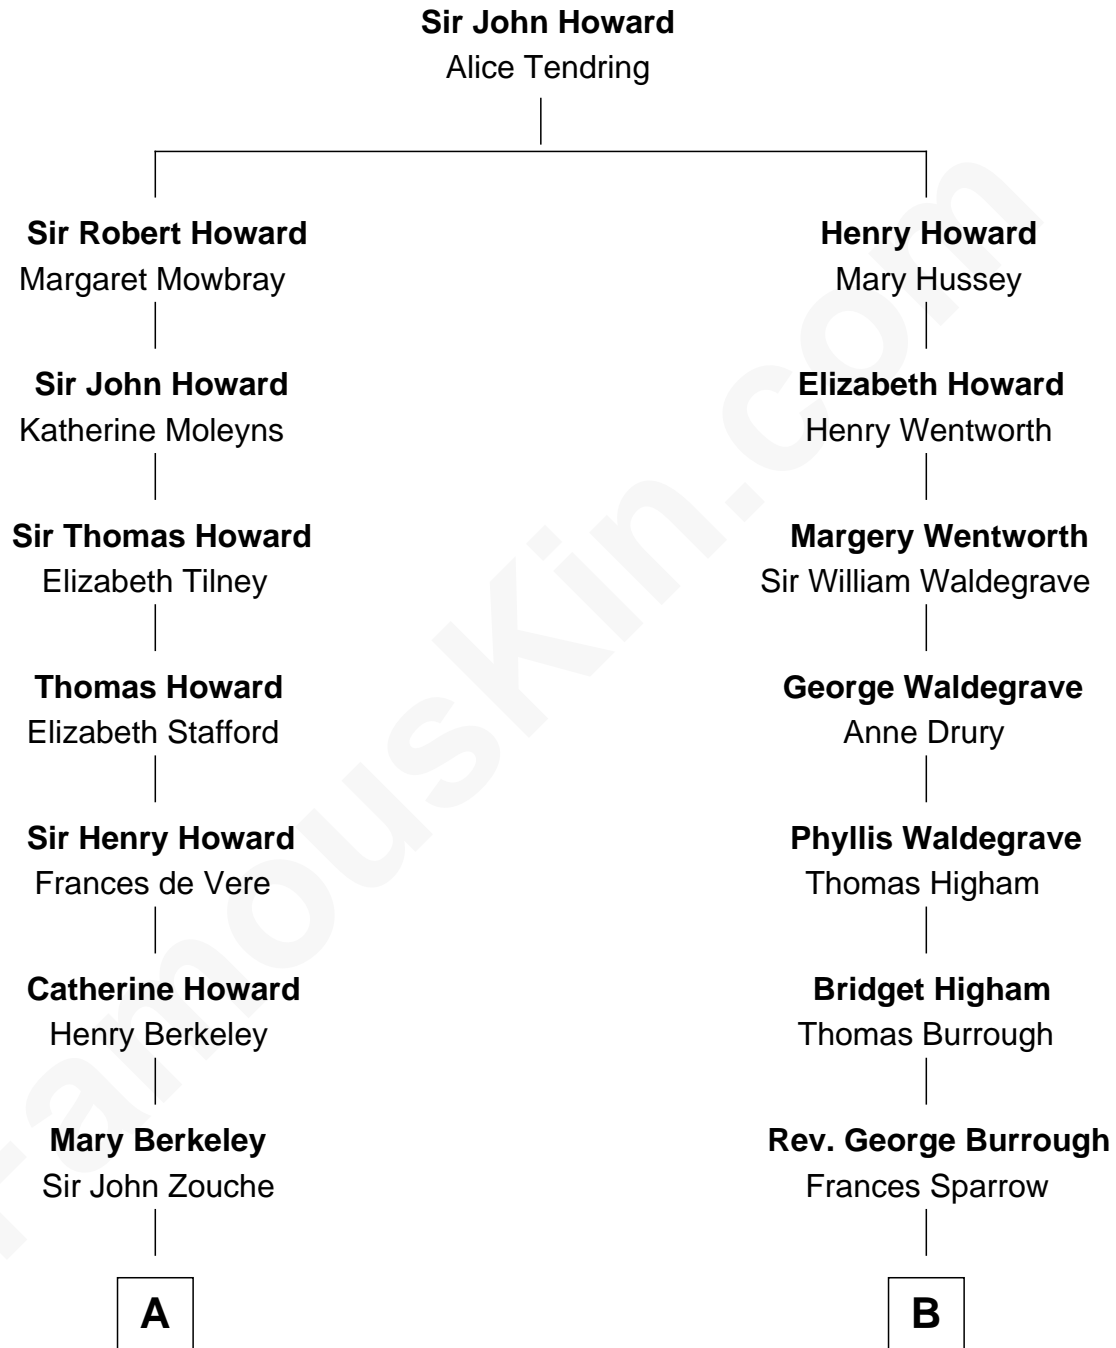 Sir John Howard
Alice Tendring
Sir Robert Howard
Margaret Mowbray
Henry Howard
Mary Hussey
Sir John Howard
Katherine Moleyns
Elizabeth Howard
Henry Wentworth
Sir Thomas Howard
Elizabeth Tilney
Margery Wentworth
Sir William Waldegrave
Thomas Howard
Elizabeth Stafford
George Waldegrave
Anne Drury
Sir Henry Howard
Frances de Vere
Phyllis Waldegrave
Thomas Higham
Catherine Howard
Henry Berkeley
Bridget Higham
Thomas Burrough
Mary Berkeley
Sir John Zouche
Rev. George Burrough
Frances Sparrow
A
B
FamousKin.com